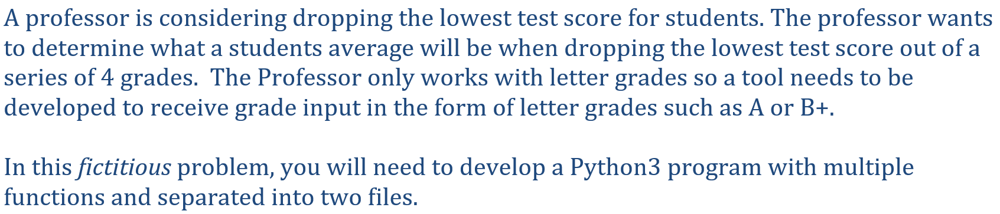 A professor is considering dropping the lowest test score for students. The professor wants
to determine what a students average will be when dropping the lowest test score out of a
series of 4 grades.  The Professor only works with letter grades so a tool needs to be
developed to receive grade input in the form of letter grades such as A or B+.
In this fictitious problem, you will need to develop a Python3 program with multiple
functions and separated into two files.